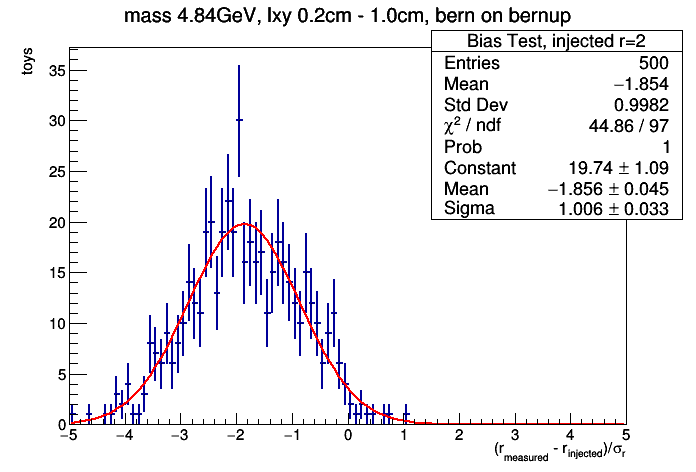 mass 4.84GeV, lxy 0.2cm - 1.0cm, bern on bernup
toys
Bias Test, injected r=2
Entries 500
Mean −1.854
Std Dev 0.9982
χ² / ndf 44.86 / 97
Prob 1
Constant 19.74 ± 1.09
Mean −1.856 ± 0.045
Sigma 1.006 ± 0.033
35
30
25
20
15
10
5
0
−5 −4 −3 −2 −1 0 1 2 3 4 5
(r_measured - r_injected)/σ_r